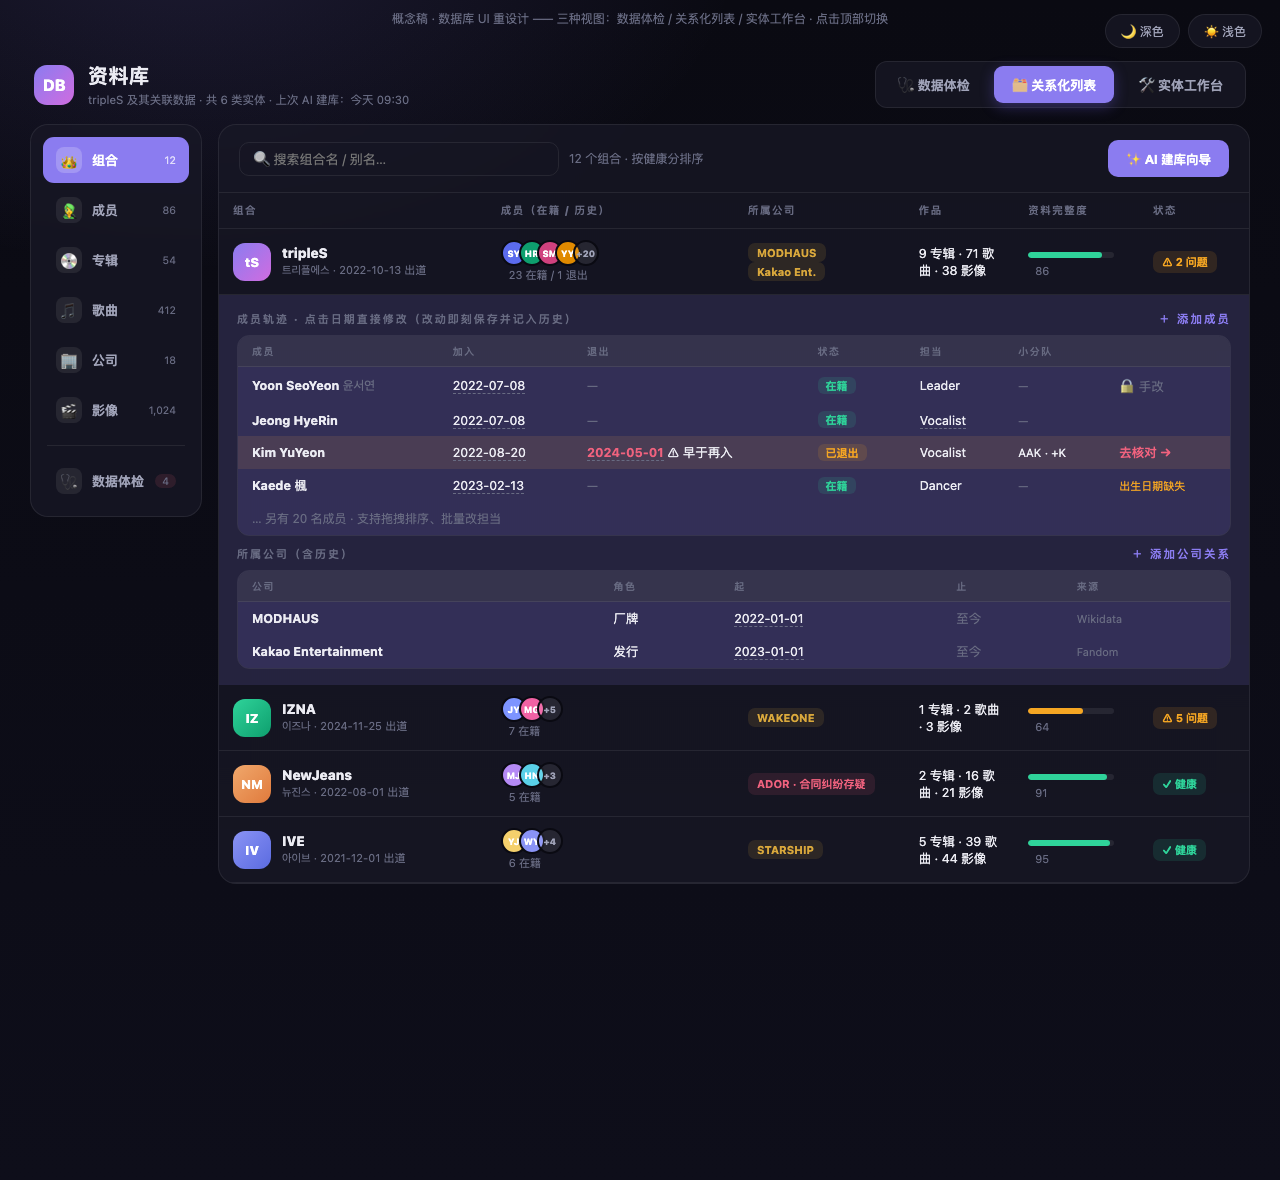 概念稿 · 数据库 UI 重设计 —— 三种视图：数据体检 / 关系化列表 / 实体工作台 · 点击顶部切换
🌙 深色
☀️ 浅色
DB
资料库
tripleS 及其关联数据 · 共 6 类实体 · 上次 AI 建库：今天 09:30
🩺 数据体检
🗂️ 关系化列表
🛠️ 实体工作台
组合 12
成员 86
专辑 54
歌曲 412
公司 18
影像 1,024
数据体检 4
🔍 搜索组合名 / 别名...
12 个组合 · 按健康分排序
✨ AI 建库向导
组合 成员（在籍 / 历史） 所属公司 作品 资料完整度 状态
tS
tripleS
트리플에스 · 2022-10-13 出道
SY HR SM YY +20
23 在籍 / 1 退出
MODHAUS
Kakao Ent.
9 专辑 · 71 歌
曲 · 38 影像
86
⚠ 2 问题
成员轨迹 · 点击日期直接修改（改动即刻保存并记入历史）
＋ 添加成员
成员 加入 退出 状态 担当 小分队
Yoon SeoYeon 윤서연 2022-07-08 — 在籍 Leader — 🔒 手改
Jeong HyeRin 2022-07-08 — 在籍 Vocalist —
Kim YuYeon 2022-08-20 2024-05-01 ⚠ 早于再入 已退出 Vocalist AAK · +K 去核对 →
Kaede 楓 2023-02-13 — 在籍 Dancer — 出生日期缺失
... 另有 20 名成员 · 支持拖拽排序、批量改担当
所属公司（含历史）
＋ 添加公司关系
公司 角色 起 止 来源
MODHAUS 厂牌 2022-01-01 至今 Wikidata
Kakao Entertainment 发行 2023-01-01 至今 Fandom
IZ
IZNA
이즈나 · 2024-11-25 出道
JY +5
7 在籍
WAKEONE
1 专辑 · 2 歌曲
· 3 影像
64
⚠ 5 问题
NM
NewJeans
뉴진스 · 2022-08-01 出道
MJ HN +3
5 在籍
ADOR · 合同纠纷存疑
2 专辑 · 16 歌
曲 · 21 影像
91
✓ 健康
IV
IVE
아이브 · 2021-12-01 出道
YJ WY +4
6 在籍
STARSHIP
5 专辑 · 39 歌
曲 · 44 影像
95
✓ 健康